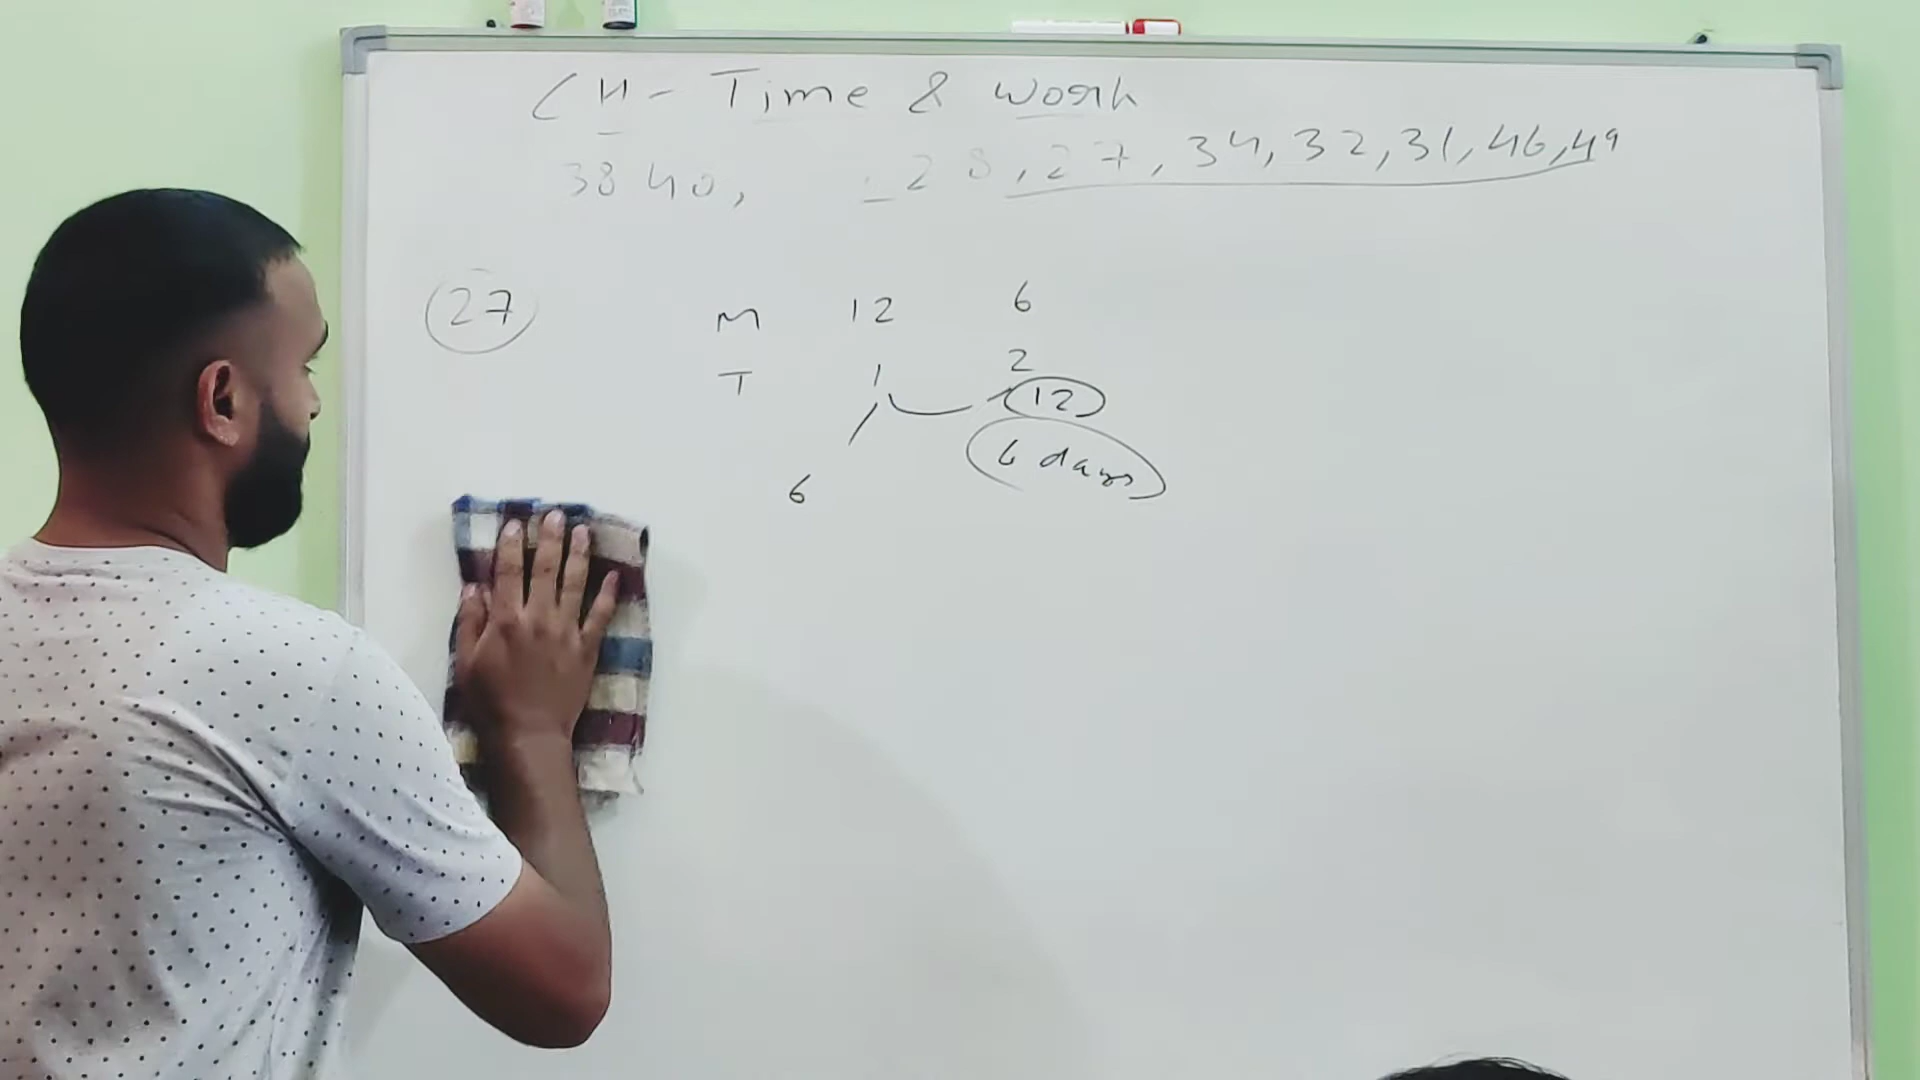 CH - Time & Work
38 40, 28, 27, 34, 32, 31, 46, 49
27
M 12 6
T 1 2
12
6 days
6